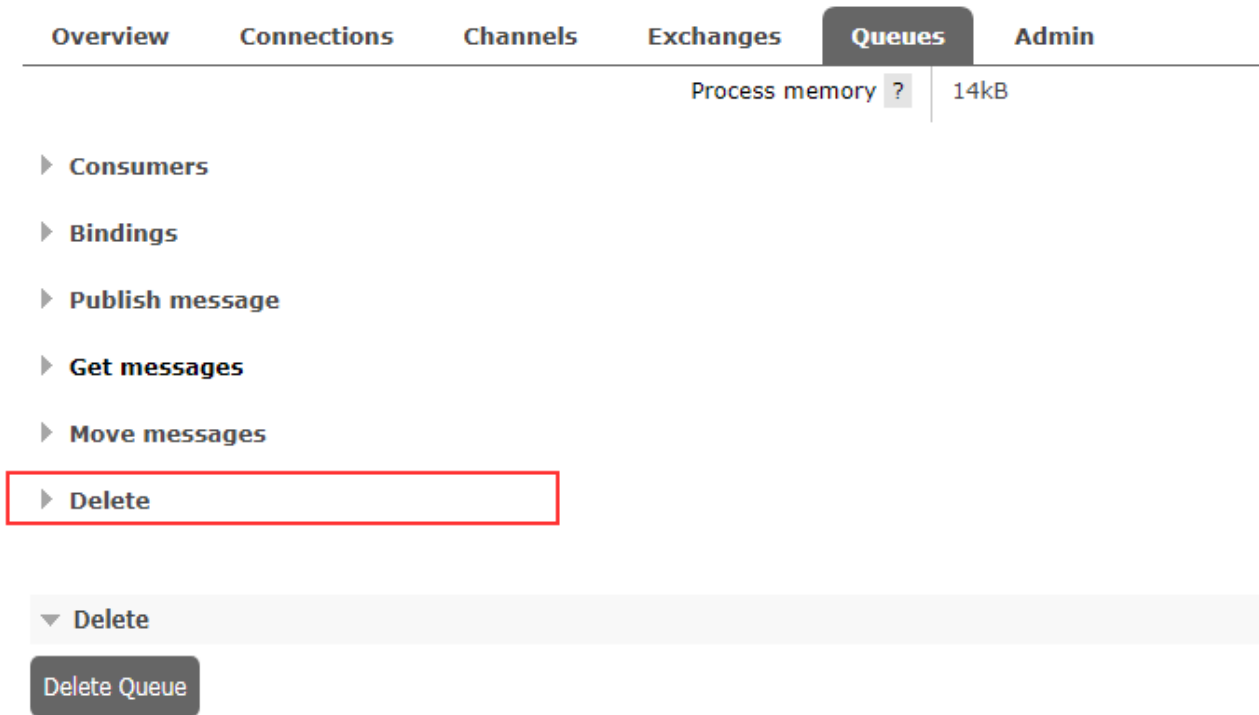 Overview Connections Channels Exchanges Queues Admin
Process memory ? 14kB
Consumers
Bindings
Publish message
Get messages
Move messages
Delete
Delete
Delete Queue